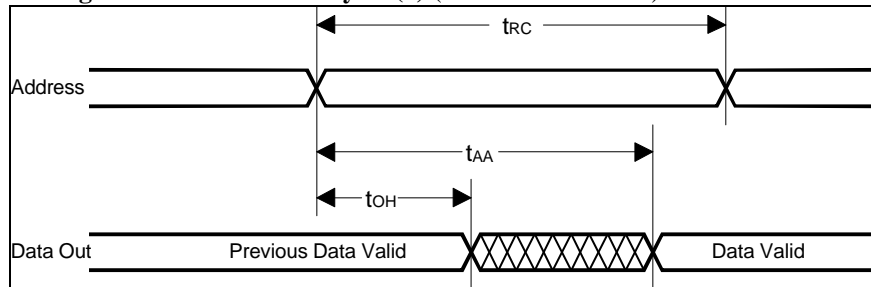 tRC
Address
tAA
tOH
Data Out
Previous Data Valid
Data Valid